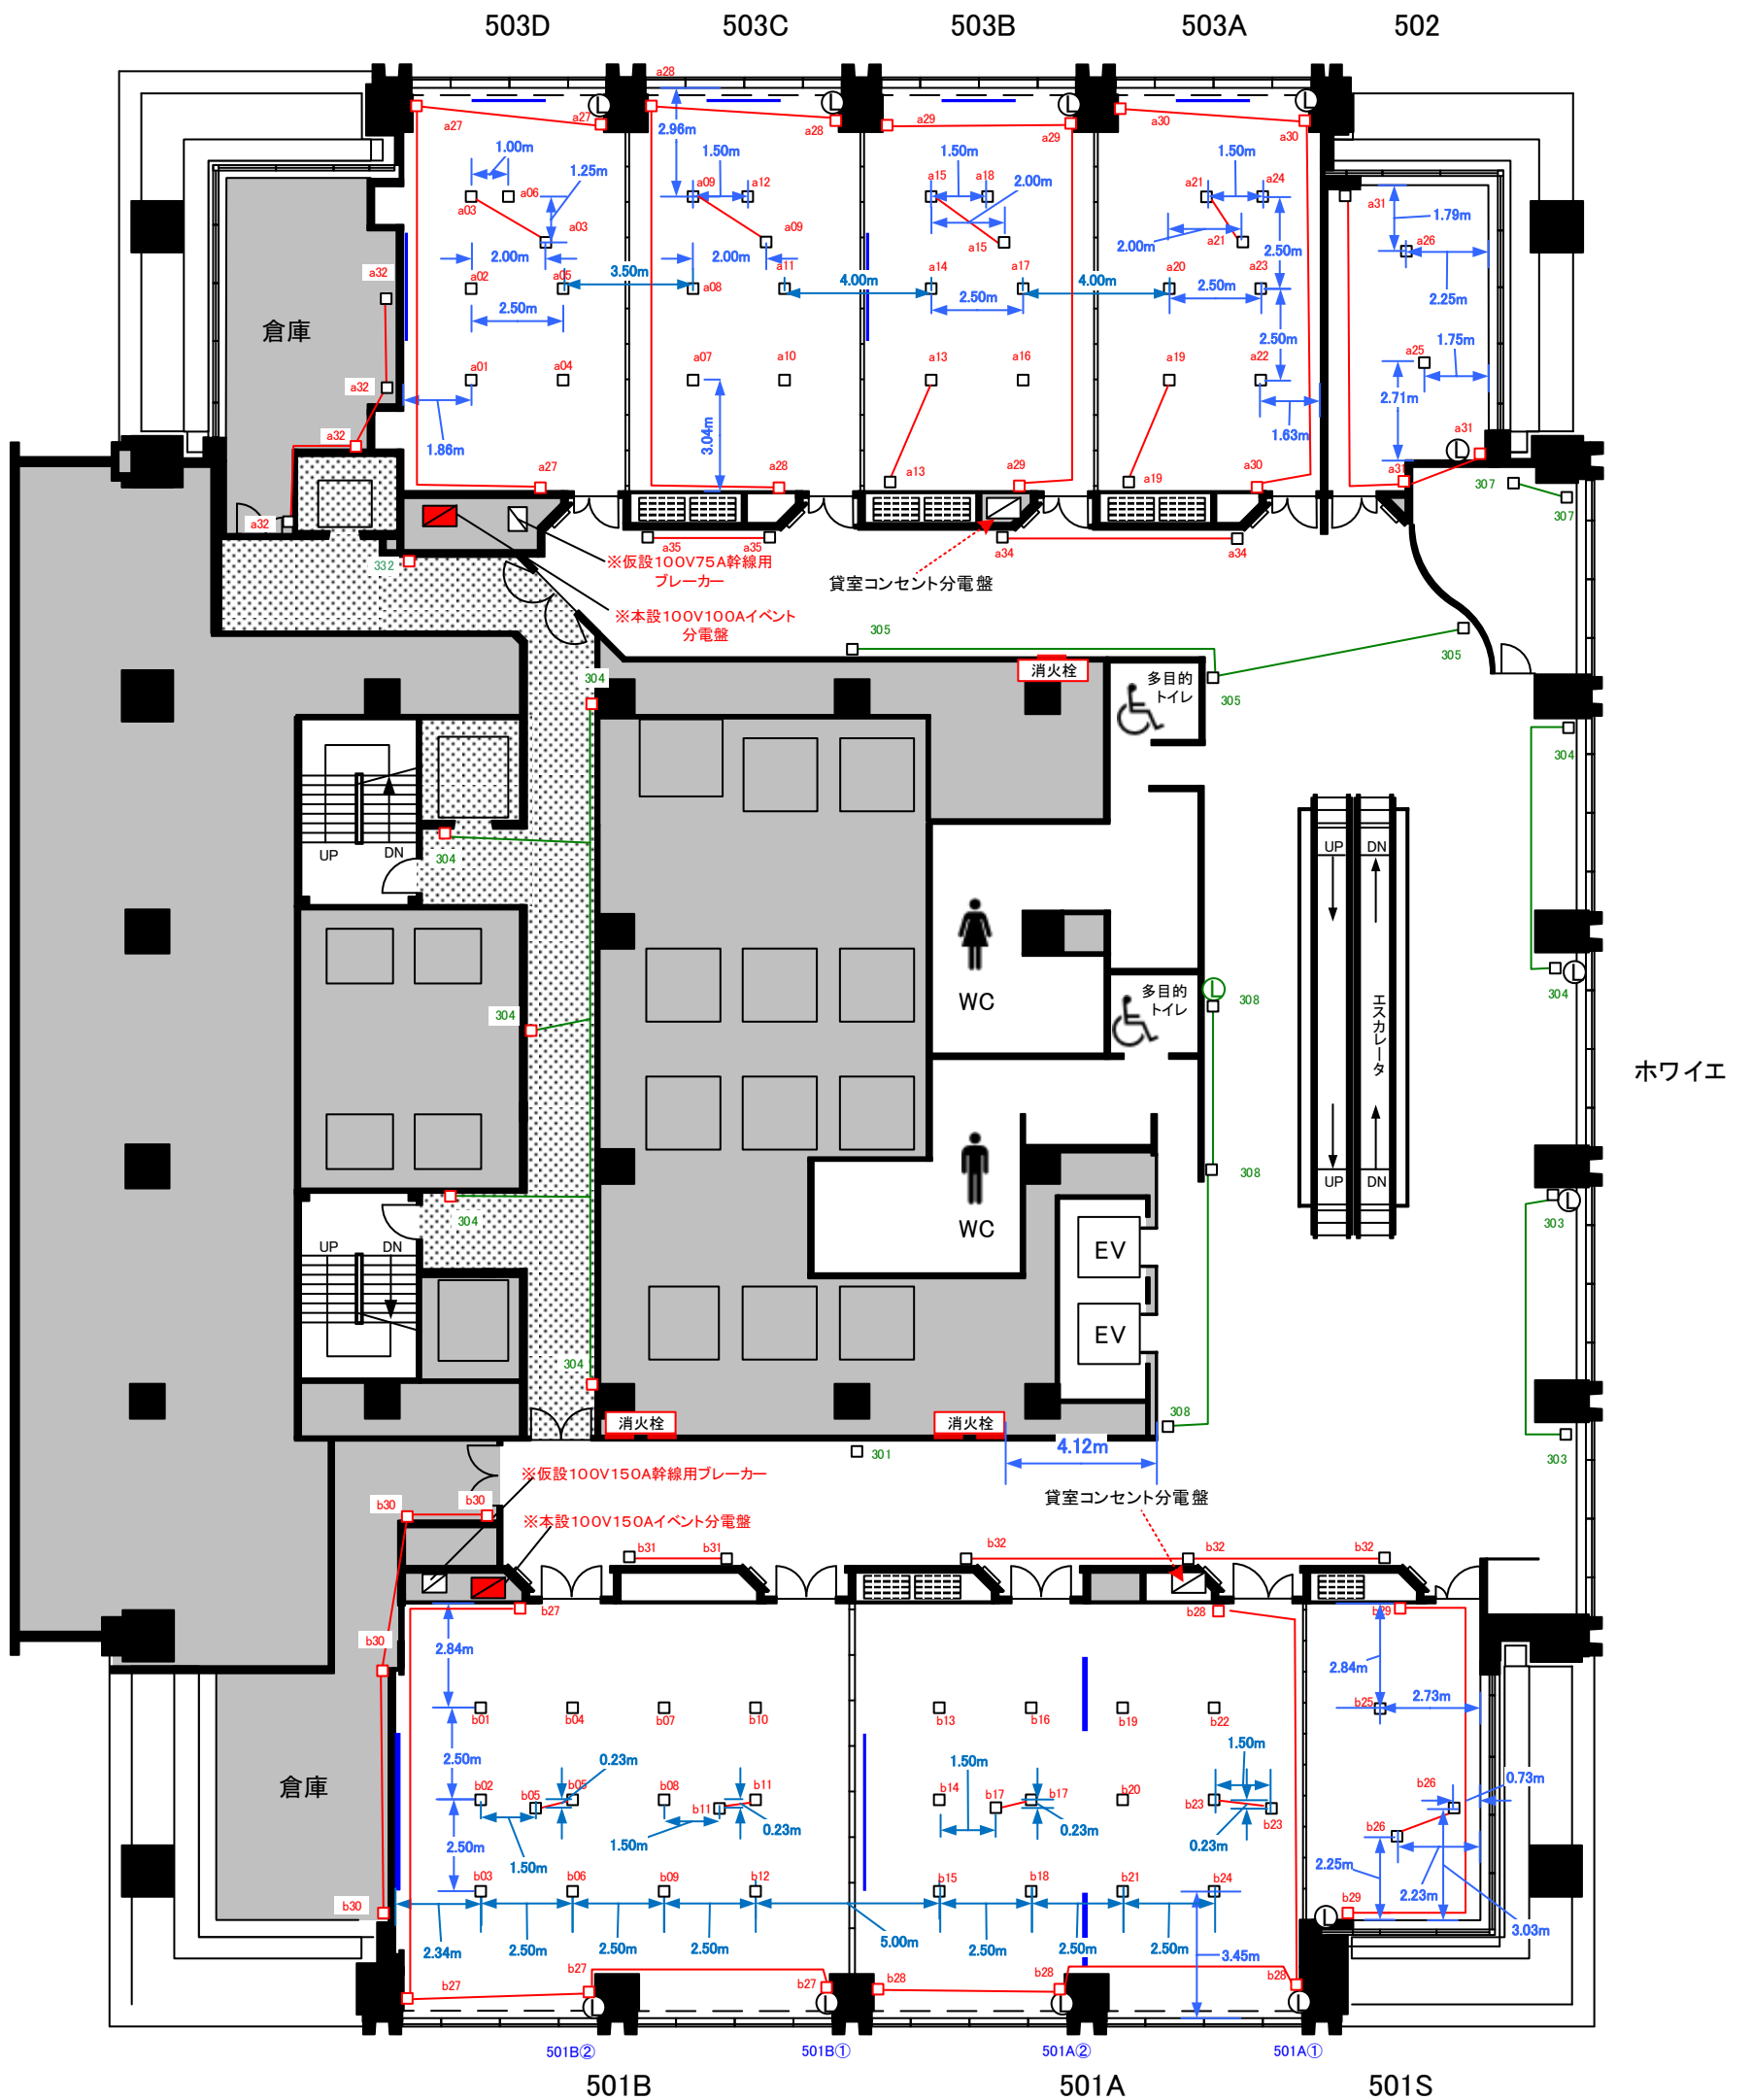 503D
503C
503B
503A
502
a28
a27
a27
2.96m
a28
a29
a29
a30
a30
1.00m
1.25m
1.50m
1.50m
2.00m
1.50m
a03
a06
a03
a09
a12
a09
a15
a18
a15
a21
a24
a21
a31
1.79m
a26
2.00m
3.50m
2.00m
4.00m
2.00m
4.00m
2.50m
2.25m
a32
a02
a05
a08
a11
a14
a17
a20
a23
2.50m
2.50m
2.50m
2.50m
1.75m
倉庫
a32
a01
a04
a07
a10
a13
a16
a19
a22
a25
2.71m
a32
1.86m
3.04m
1.63m
a31
a32
a27
a28
a13
a29
a19
a30
a31
307
307
a35
a35
a34
a34
332
※仮設100V75A幹線用
ブレーカー
貸室コンセント分電盤
※本設100V100Aイベント
分電盤
305
305
305
消火栓
多目的
トイレ
304
304
UP
DN
304
UP
DN
WC
多目的
トイレ
308
エスカレータ
304
304
ホワイエ
308
UP
DN
303
304
UP
DN
WC
EV
EV
304
消火栓
消火栓
308
4.12m
301
303
※仮設100V150A幹線用ブレーカー
貸室コンセント分電盤
b30
b30
※本設100V150Aイベント分電盤
b31
b31
b32
b32
b32
b27
b28
b29
b30
2.84m
2.84m
b01
b04
b07
b10
b13
b16
b19
b22
b25
2.73m
2.50m
0.23m
1.50m
1.50m
0.73m
倉庫
b02
b05
b05
b08
b11
b11
b14
b17
b17
b20
b23
b23
b26
b26
2.50m
1.50m
1.50m
0.23m
0.23m
0.23m
2.25m
2.23m
b03
b06
b09
b12
b15
b18
b21
b24
b30
b29
2.34m
2.50m
2.50m
2.50m
5.00m
2.50m
2.50m
2.50m
3.45m
3.03m
b27
b27
b27
b28
b28
b28
501B②
501B①
501A②
501A①
501B
501A
501S